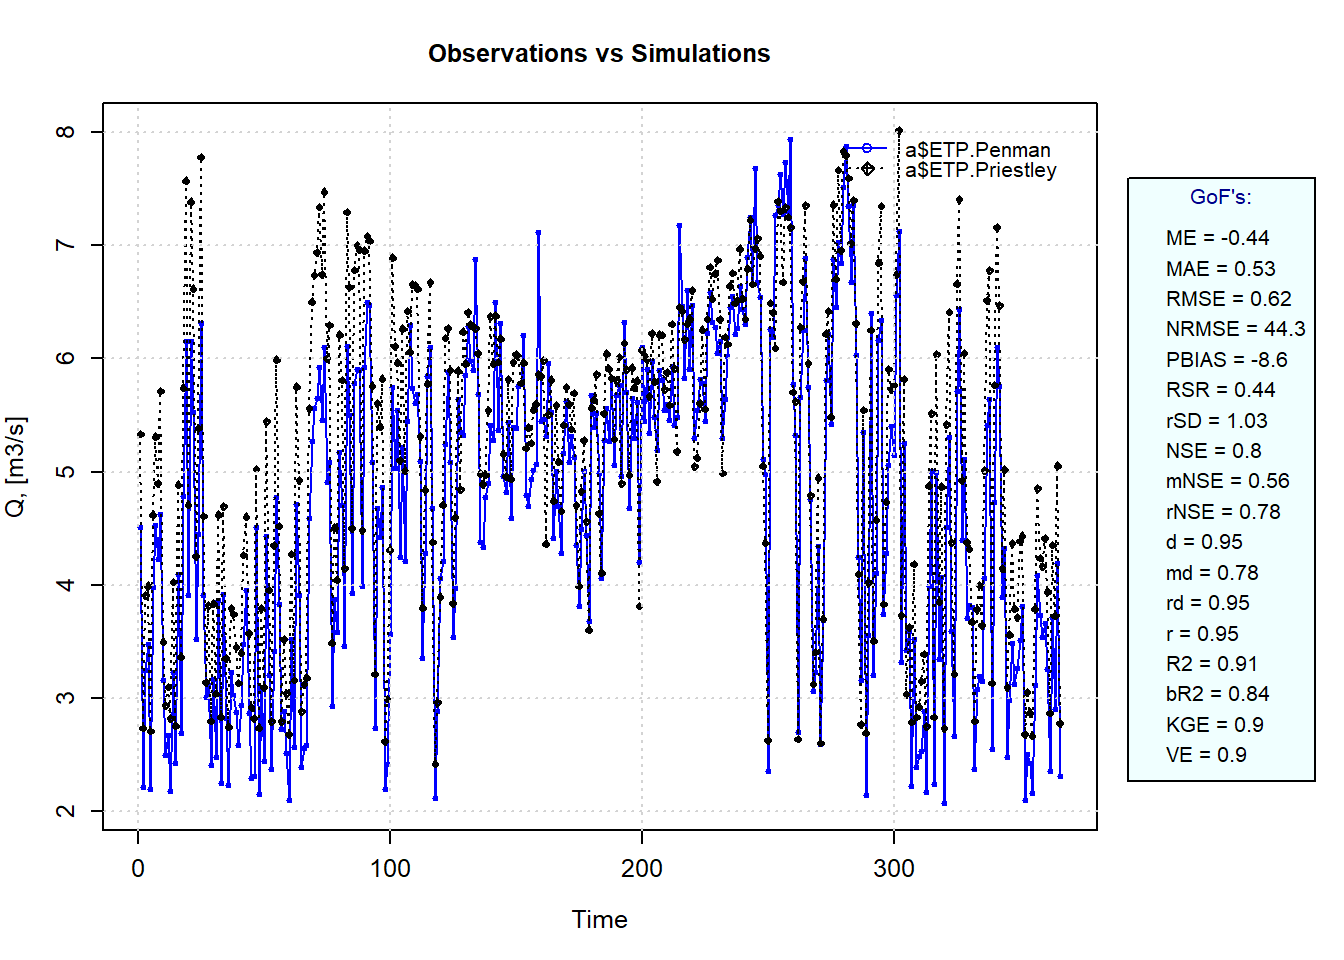 Observations vs Simulations
8
7
6
5
4
3
2
Q, [m3/s]
0
100
200
300
Time
a$ETP.Penman
a$ETP.Priestley
GoF's:
ME = -0.44
MAE = 0.53
RMSE = 0.62
NRMSE = 44.3
PBIAS = -8.6
RSR = 0.44
rSD = 1.03
NSE = 0.8
mNSE = 0.56
rNSE = 0.78
d = 0.95
md = 0.78
rd = 0.95
r = 0.95
R2 = 0.91
bR2 = 0.84
KGE = 0.9
VE = 0.9